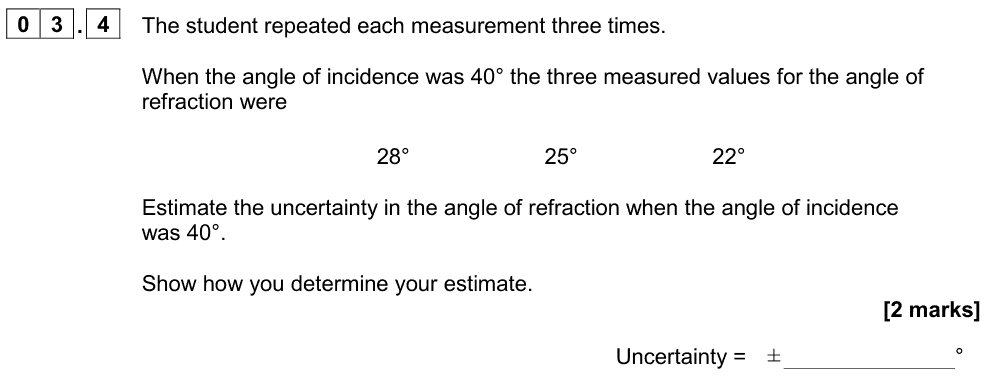 0 3 . 4 The student repeated each measurement three times.
When the angle of incidence was 40° the three measured values for the angle of
refraction were
28° 25° 22°
Estimate the uncertainty in the angle of refraction when the angle of incidence
was 40°.
Show how you determine your estimate.
[2 marks]
Uncertainty = ± _______________ °